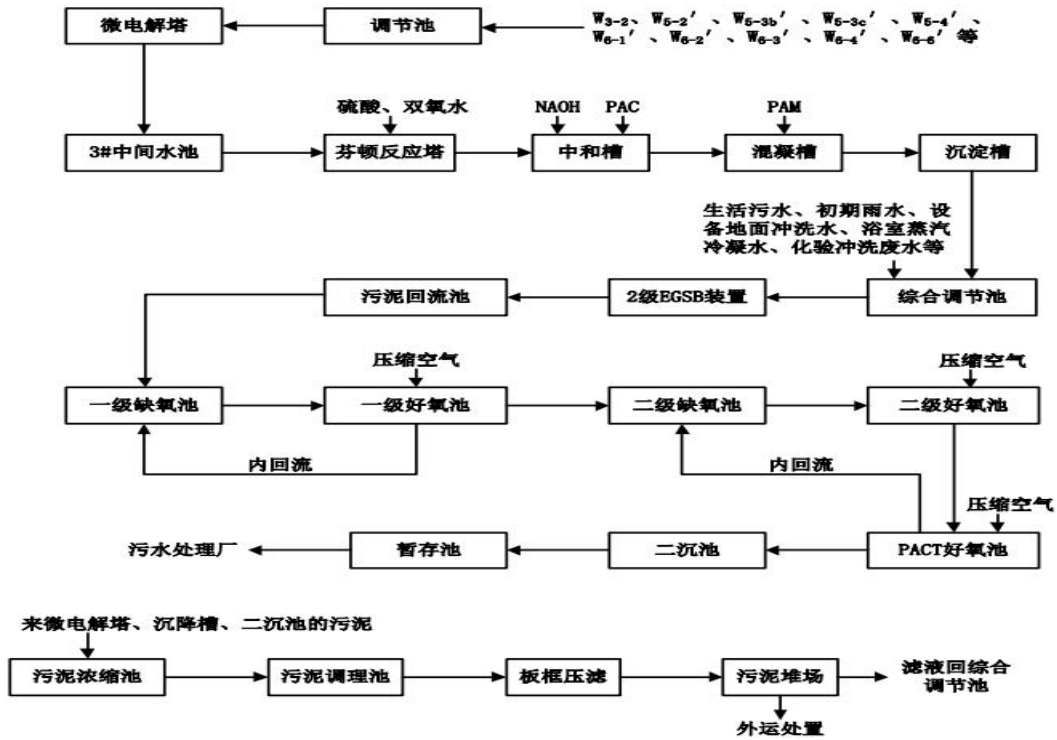 微电解塔
调节池
W3-2、W5-2′、W5-3b′、W5-3c′、W5-4′、
W6-1′、W6-2′、W6-3′、W6-4′、W6-6′等
硫酸、双氧水
NAOH
PAC
PAM
3#中间水池
芬顿反应塔
中和槽
混凝槽
沉淀槽
生活污水、初期雨水、设
备地面冲洗水、浴室蒸汽
冷凝水、化验冲洗废水等
污泥回流池
2级EGSB装置
综合调节池
压缩空气
压缩空气
一级缺氧池
一级好氧池
二级缺氧池
二级好氧池
内回流
内回流
压缩空气
污水处理厂
暂存池
二沉池
PACT好氧池
来微电解塔、沉降槽、二沉池的污泥
污泥浓缩池
污泥调理池
板框压滤
污泥堆场
滤液回综合
调节池
外运处置